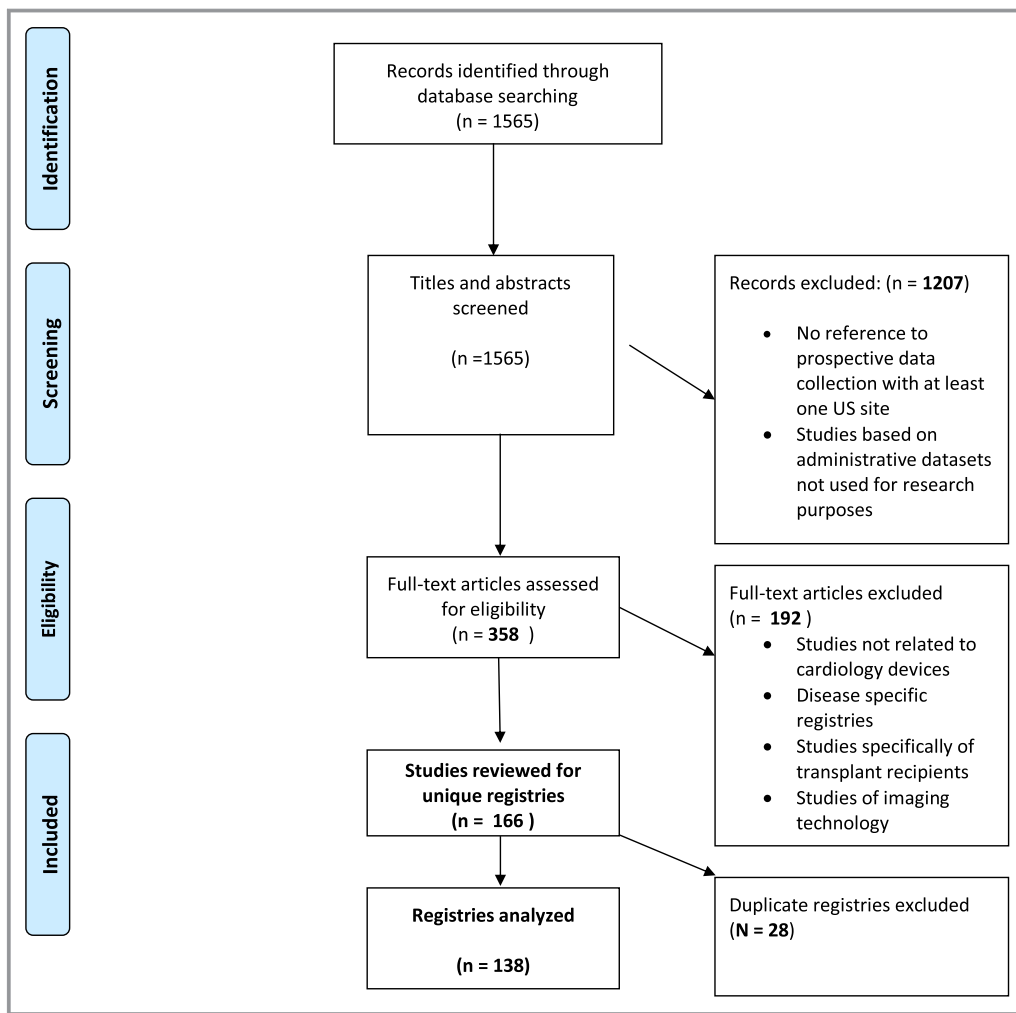 Identification
Records identified through
database searching
(n = 1565)
Screening
Titles and abstracts
screened
(n =1565)
Records excluded: (n = 1207)
• No reference to
prospective data
collection with at least
one US site
• Studies based on
administrative datasets
not used for research
purposes
Eligibility
Full-text articles assessed
for eligibility
(n = 358 )
Full-text articles excluded
(n = 192 )
• Studies not related to
cardiology devices
• Disease specific
registries
• Studies specifically of
transplant recipients
• Studies of imaging
technology
Included
Studies reviewed for
unique registries
(n = 166 )
Duplicate registries excluded
(N = 28)
Registries analyzed
(n = 138)